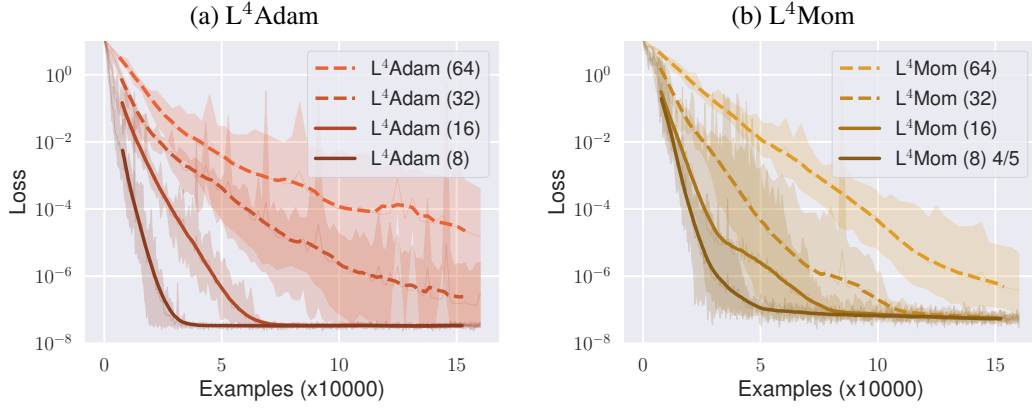 (a) L⁴Adam
(b) L⁴Mom
Loss
10⁰
10⁻²
10⁻⁴
10⁻⁶
10⁻⁸
L⁴Adam (64)
L⁴Adam (32)
L⁴Adam (16)
L⁴Adam (8)
0
5
10
15
Examples (x10000)
Loss
10⁰
10⁻²
10⁻⁴
10⁻⁶
10⁻⁸
L⁴Mom (64)
L⁴Mom (32)
L⁴Mom (16)
L⁴Mom (8) 4/5
0
5
10
15
Examples (x10000)